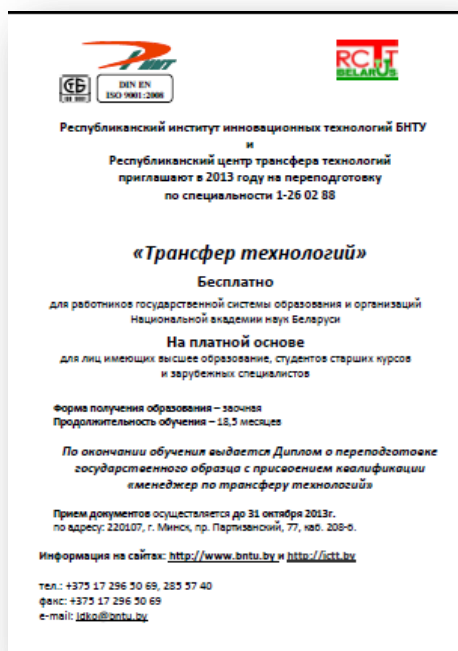 РИИТ
RCTT
BELARUS
СТБ
ISO 9001
DIN EN
ISO 9001:2008
Республиканский институт инновационных технологий БНТУ
и
Республиканский центр трансфера технологий
приглашают в 2013 году на переподготовку
по специальности 1-26 02 88
«Трансфер технологий»
Бесплатно
для работников государственной системы образования и организаций
Национальной академии наук Беларуси
На платной основе
для лиц имеющих высшее образование, студентов старших курсов
и зарубежных специалистов
Форма получения образования – заочная
Продолжительность обучения – 18,5 месяцев
По окончании обучения выдается Диплом о переподготовке
государственного образца с присвоением квалификации
«менеджер по трансферу технологий»
Прием документов осуществляется до 31 октября 2013г.
по адресу: 220107, г. Минск, пр. Партизанский, 77, каб. 208-б.
Информация на сайтах: http://www.bntu.by и http://ictt.by
тел.: +375 17 296 50 69, 285 57 40
факс: +375 17 296 50 69
e-mail: idko@bntu.by